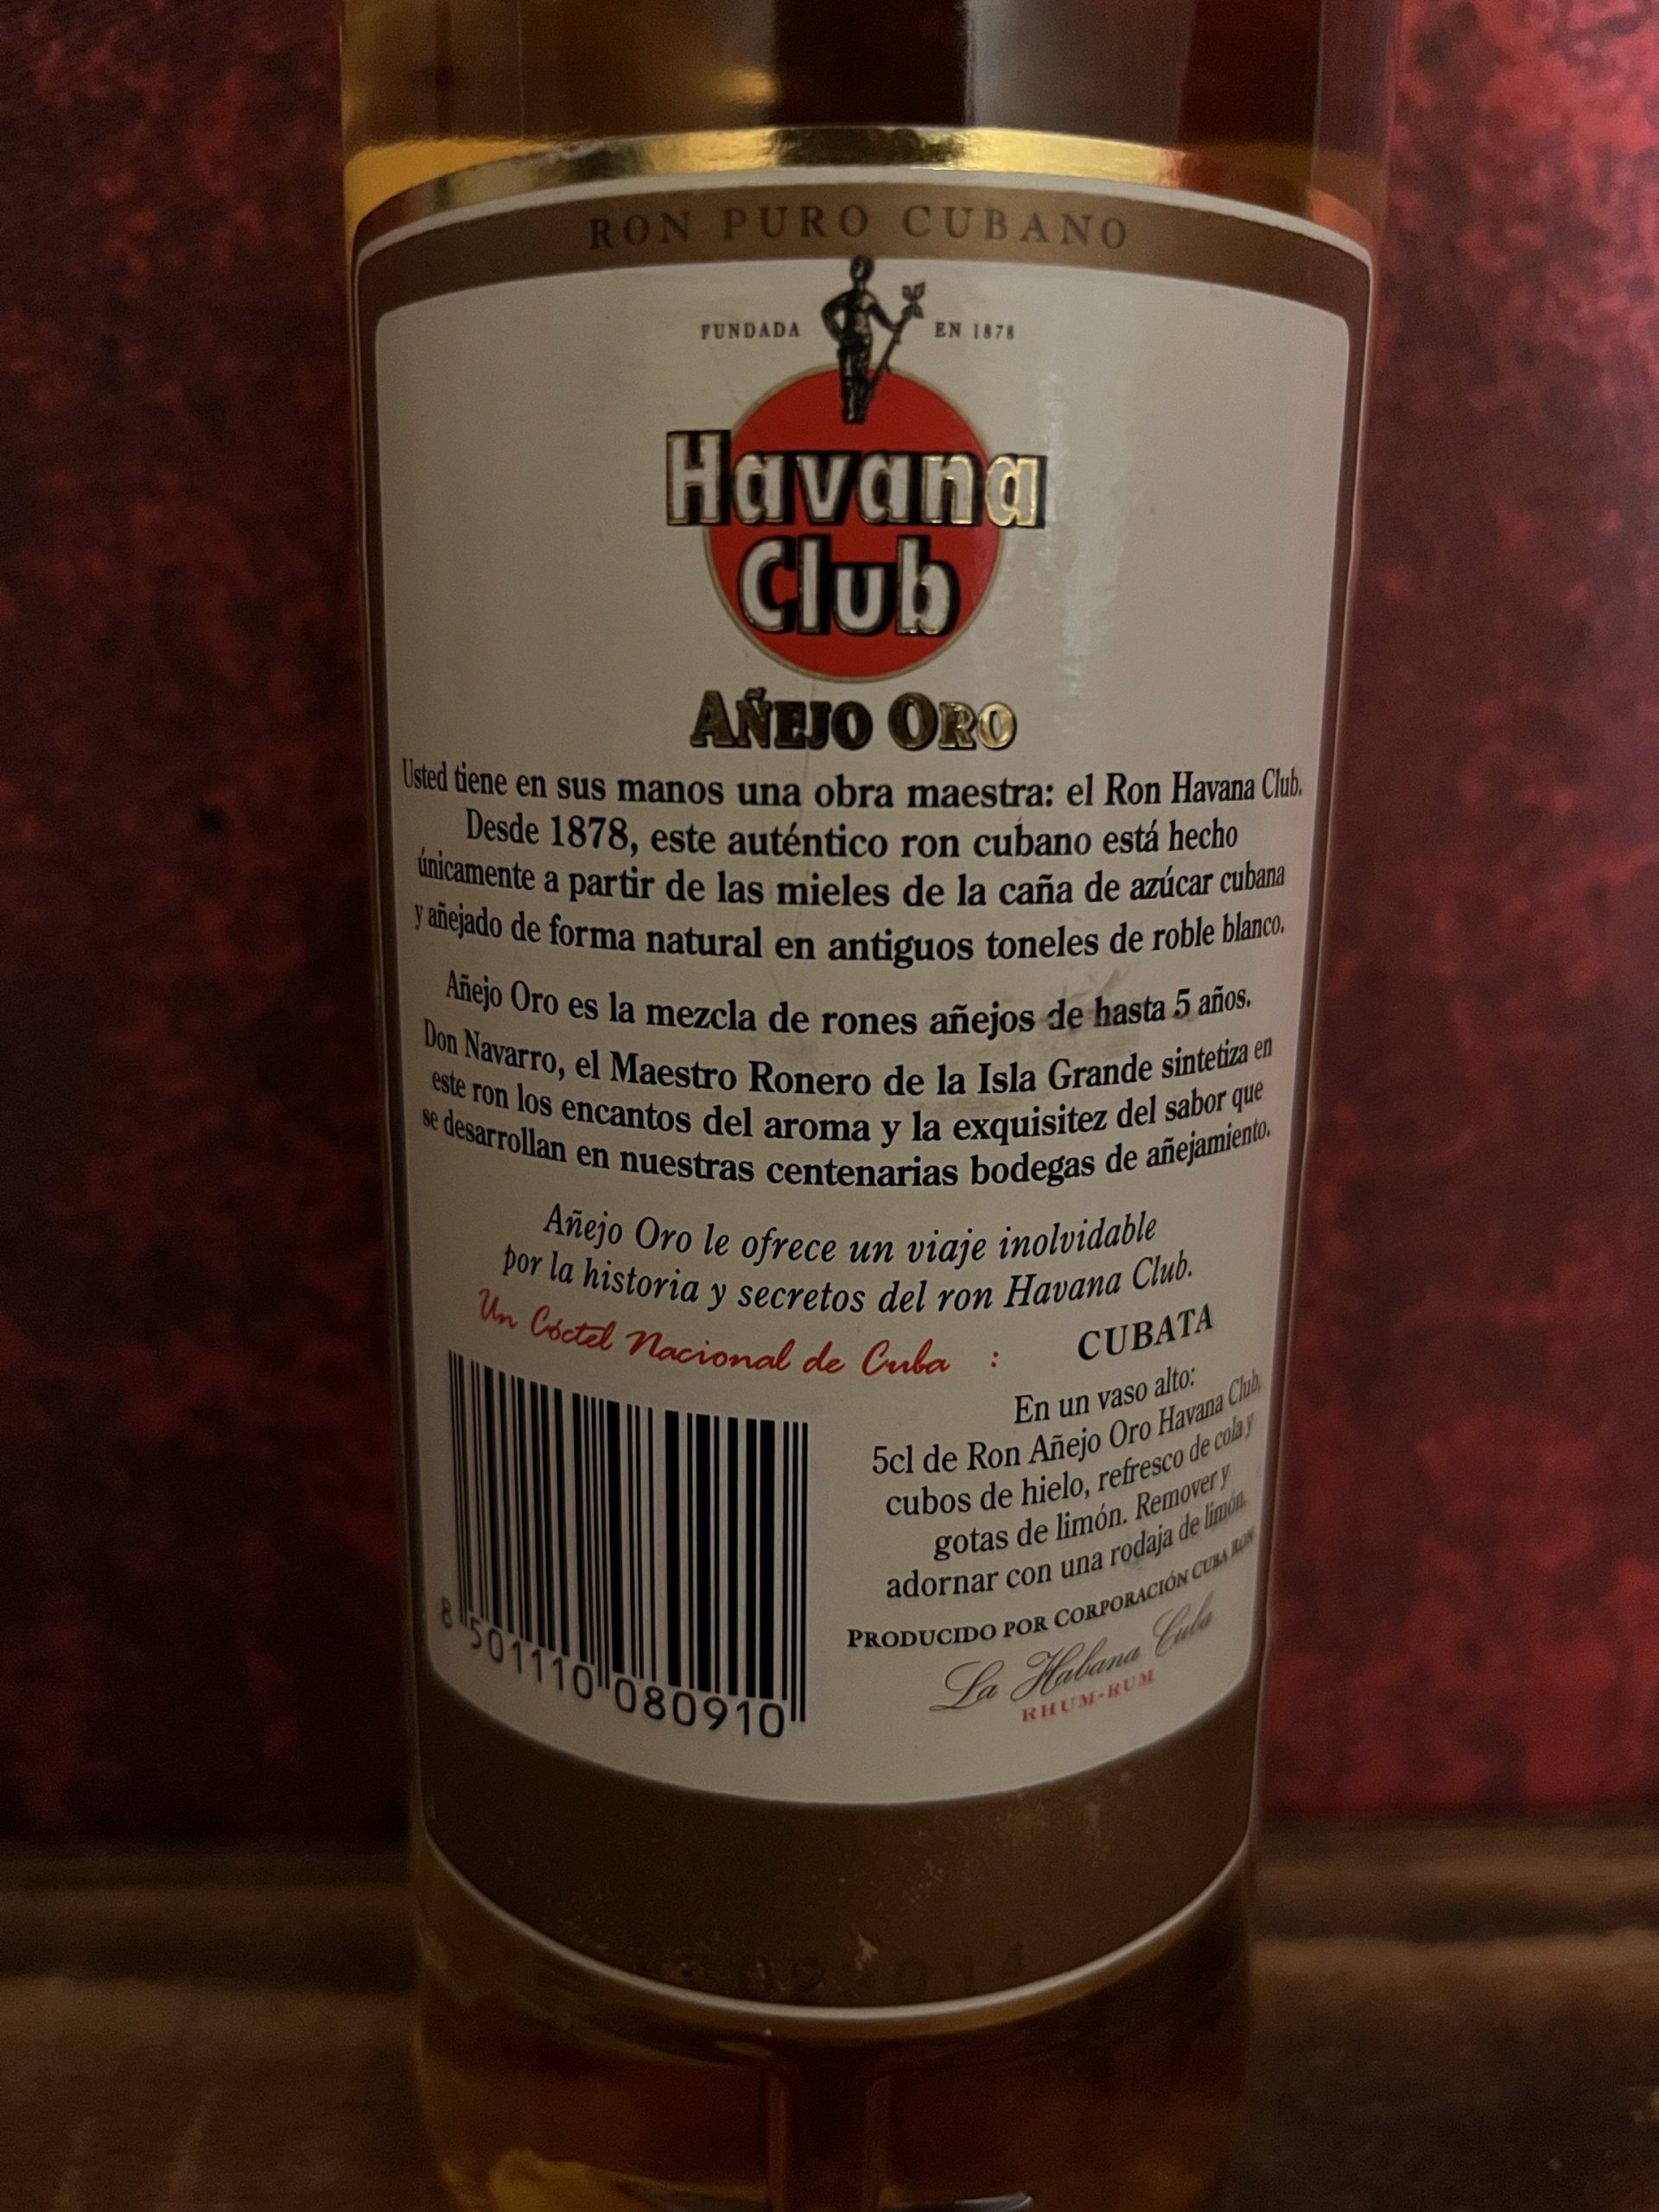 RON PURO CUBANO
FUNDADA EN 1878
Havana
Club
AÑEJO ORO
Usted tiene en sus manos una obra maestra: el Ron Havana Club.
Desde 1878, este auténtico ron cubano está hecho
únicamente a partir de las mieles de la caña de azúcar cubana
y añejado de forma natural en antiguos toneles de roble blanco.
Añejo Oro es la mezcla de rones añejos de hasta 5 años.
Don Navarro, el Maestro Ronero de la Isla Grande sintetiza en
este ron los encantos del aroma y la exquisitez del sabor que
se desarrollan en nuestras centenarias bodegas de añejamiento.
Añejo Oro le ofrece un viaje inolvidable
por la historia y secretos del ron Havana Club.
Un Cóctel Nacional de Cuba : CUBATA
En un vaso alto:
5cl de Ron Añejo Oro Havana Club,
cubos de hielo, refresco de cola y
gotas de limón. Remover y
adornar con una rodaja de limón.
PRODUCIDO POR CORPORACIÓN CUBA RON
La Habana Cuba
RHUM-RUM
8 501110 080910